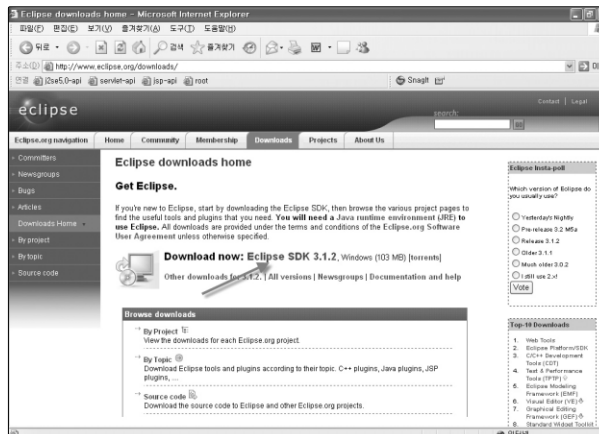 Eclipse downloads home - Microsoft Internet Explorer
파일(F) 편집(E) 보기(V) 즐겨찾기(A) 도구(T) 도움말(H)
뒤로 검색 즐겨찾기
주소(D) http://www.eclipse.org/downloads/
연결 j2se5.0-api servlet-api jsp-api root SnagIt
eclipse
Contact | Legal
search:
Eclipse.org navigation Home Community Membership Downloads Projects About Us
Committers
Newsgroups
Bugs
Articles
Downloads Home
By project
By topic
Source code
Eclipse downloads home
Get Eclipse.
If you're new to Eclipse, start by downloading the Eclipse SDK, then browse the various project pages to
find the useful tools and plugins that you need. You will need a Java runtime environment (JRE) to
use Eclipse. All downloads are provided under the terms and conditions of the Eclipse.org Software
User Agreement unless otherwise specified.
Download now: Eclipse SDK 3.1.2, Windows (103 MB) [torrents]
Other downloads for 3.1.2. | All versions | Newsgroups | Documentation and help
Browse downloads
By Project
View the downloads for each Eclipse.org project.
By Topic
Download Eclipse tools and plugins according to their topic. C++ plugins, Java plugins, JSP
plugins, ...
Source code
Download the source code to Eclipse and other Eclipse.org projects.
Eclipse Insta-poll
Which version of Eclipse do
you usually use?
Yesterday's Nightly
Pre-release 3.2 M5a
Release 3.1.2
Older 3.1.1
Much older 3.0.2
I still use 2.x!
Vote
Top-10 Downloads
1. Web Tools
2. Eclipse Platform/SDK
3. C/C++ Development
Tools (CDT)
4. Test & Performance
Tools (TPTP)
5. Eclipse Modeling
Framework (EMF)
6. Visual Editor (VE)
7. Graphical Editing
Framework (GEF)
8. Standard Widget Toolkit